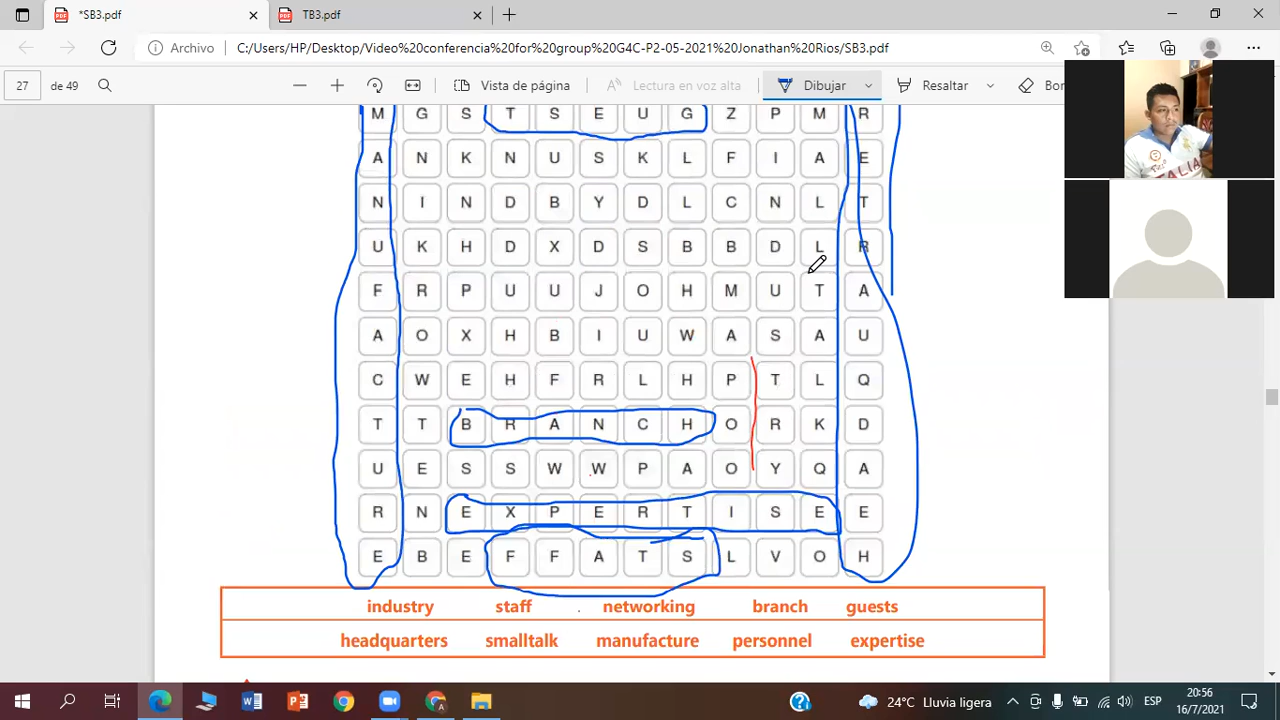 *SB3.pdf
TB3.pdf
Archivo C:/Users/HP/Desktop/Video%20conferencia%20for%20group%20G4C-P2-05-2021%20Jonathan%20Rios/SB3.pdf
27 de 49 Vista de página Lectura en voz alta Dibujar Resaltar Bor
M G S T S E U G Z P M R
A N K N U S K L F I A E
N I N D B Y D L C N L T
U K H D X D S B B D L R
F R P U U J O H M U T A
A O X H B I U W A S A U
C W E H F R L H P T L Q
T T B R A N C H O R K D
U E S S W W P A O Y Q A
R N E X P E R T I S E E
E B E F F A T S L V O H
industry staff networking branch guests
headquarters smalltalk manufacture personnel expertise
24°C Lluvia ligera ESP 20:56
16/7/2021